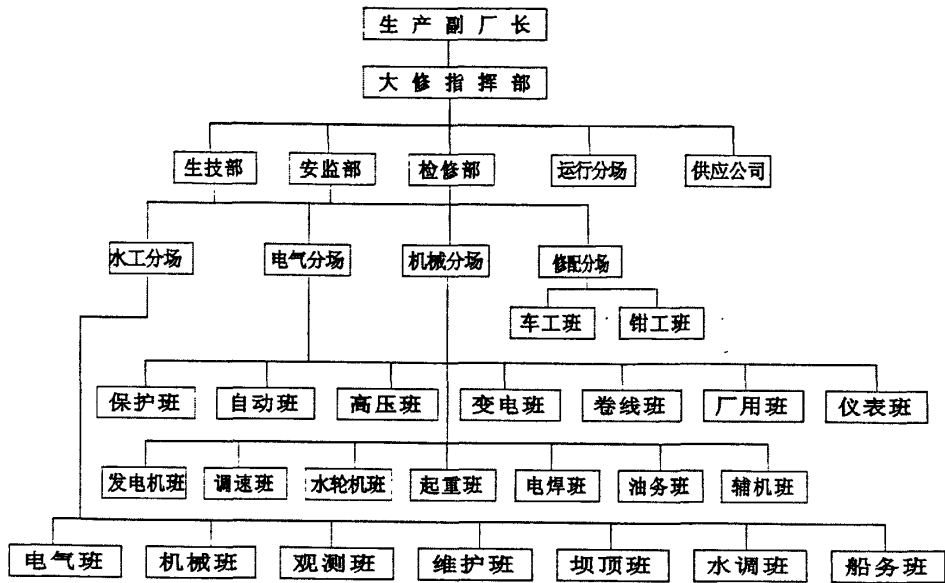 生产副厂长
大修指挥部
生技部 安监部 检修部 运行分场 供应公司
水工分场 电气分场 机械分场 修配分场
车工班 钳工班
保护班 自动班 高压班 变电班 卷线班 厂用班 仪表班
发电机班 调速班 水轮机班 起重班 电焊班 油务班 辅机班
电气班 机械班 观测班 维护班 坝顶班 水调班 船务班